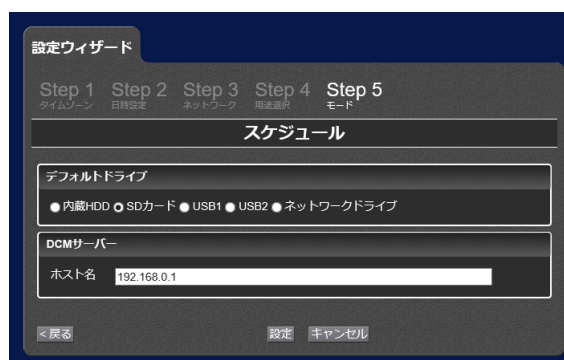 設定ウィザード
Step 1 Step 2 Step 3 Step 4 Step 5
タイムゾーン 日時設定 ネットワーク 用途選択 モード
スケジュール
デフォルトドライブ
内蔵HDD SDカード USB1 USB2 ネットワークドライブ
DCMサーバー
ホスト名 192.168.0.1
<戻る 設定 キャンセル